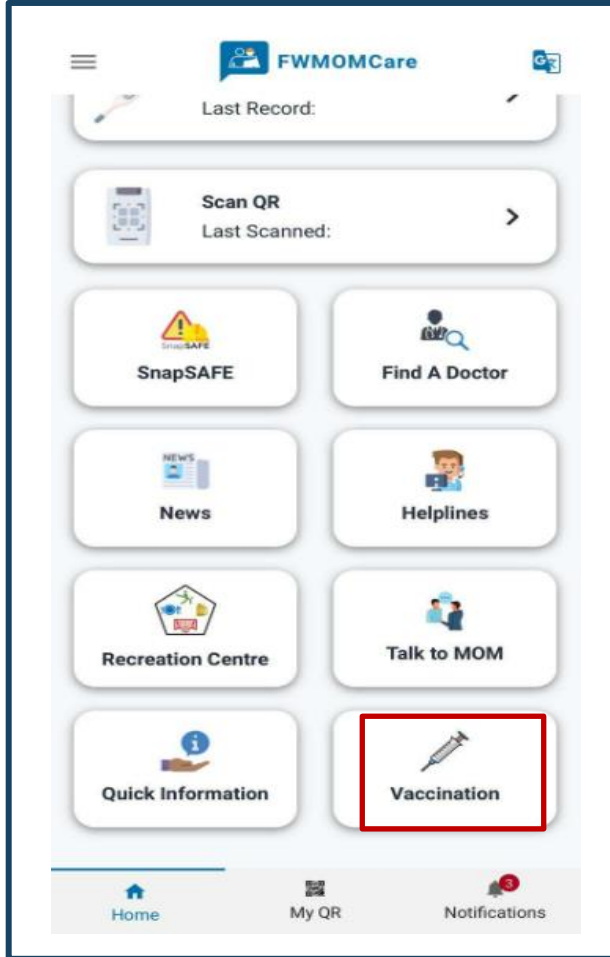 FWMOMCare
Last Record:
Scan QR
Last Scanned:
SnapSAFE
SnapSAFE
Find A Doctor
NEWS
News
Helplines
Recreation Centre
Talk to MOM
Quick Information
Vaccination
3
Home
My QR
Notifications